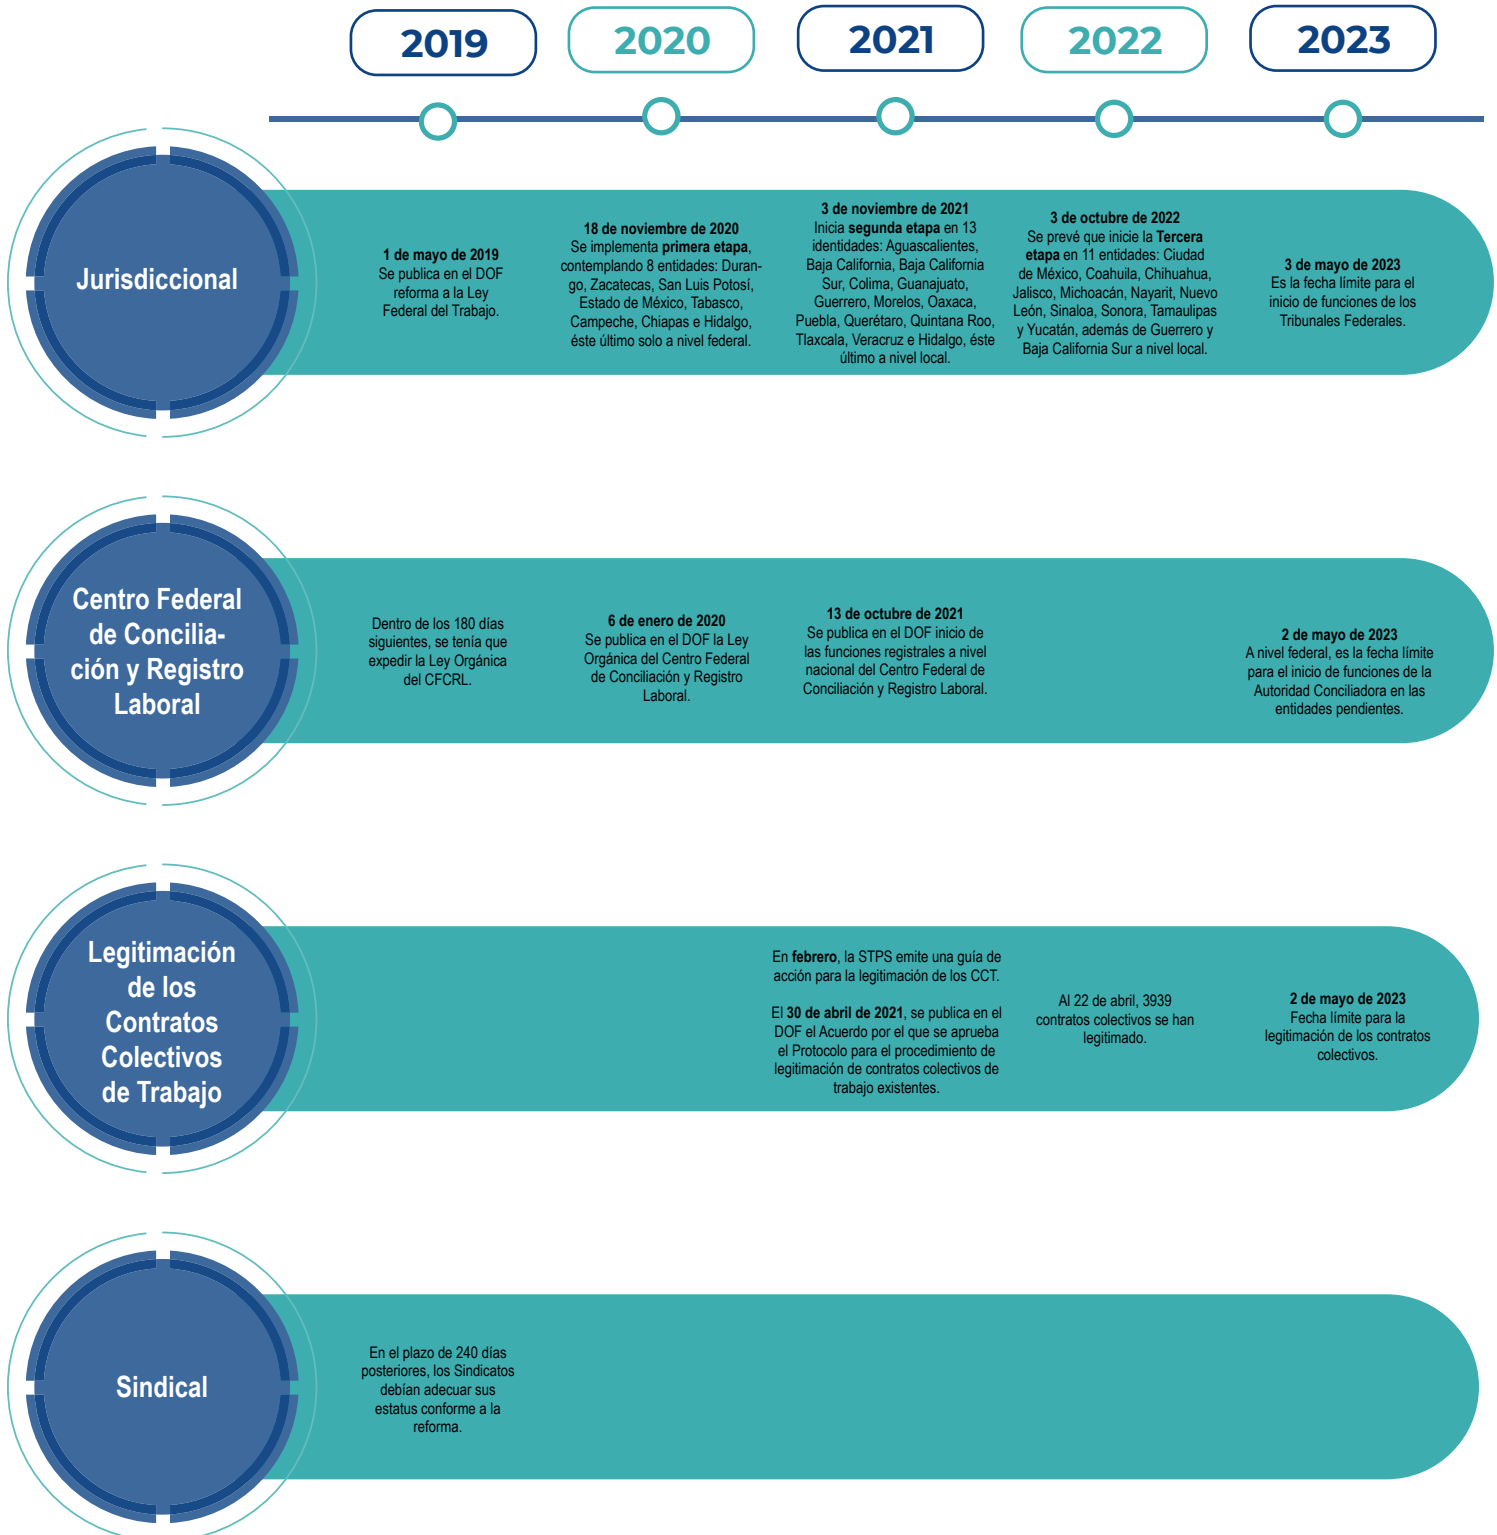 2019
2020
2021
2022
2023
Jurisdiccional
1 de mayo de 2019
Se publica en el DOF
reforma a la Ley
Federal del Trabajo.
18 de noviembre de 2020
Se implementa primera etapa,
contemplando 8 entidades: Duran-
go, Zacatecas, San Luis Potosí,
Estado de México, Tabasco,
Campeche, Chiapas e Hidalgo,
éste último solo a nivel federal.
3 de noviembre de 2021
Inicia segunda etapa en 13
identidades: Aguascalientes,
Baja California, Baja California
Sur, Colima, Guanajuato,
Guerrero, Morelos, Oaxaca,
Puebla, Querétaro, Quintana Roo,
Tlaxcala, Veracruz e Hidalgo, éste
último a nivel local.
3 de octubre de 2022
Se prevé que inicie la Tercera
etapa en 11 entidades: Ciudad
de México, Coahuila, Chihuahua,
Jalisco, Michoacán, Nayarit, Nuevo
León, Sinaloa, Sonora, Tamaulipas
y Yucatán, además de Guerrero y
Baja California Sur a nivel local.
3 de mayo de 2023
Es la fecha límite para el
inicio de funciones de los
Tribunales Federales.
Centro Federal
de Concilia-
ción y Registro
Laboral
Dentro de los 180 días
siguientes, se tenía que
expedir la Ley Orgánica
del CFCRL.
6 de enero de 2020
Se publica en el DOF la Ley
Orgánica del Centro Federal
de Conciliación y Registro
Laboral.
13 de octubre de 2021
Se publica en el DOF inicio de
las funciones registrales a nivel
nacional del Centro Federal de
Conciliación y Registro Laboral.
2 de mayo de 2023
A nivel federal, es la fecha límite
para el inicio de funciones de la
Autoridad Conciliadora en las
entidades pendientes.
Legitimación
de los
Contratos
Colectivos
de Trabajo
En febrero, la STPS emite una guía de
acción para la legitimación de los CCT.
El 30 de abril de 2021, se publica en el
DOF el Acuerdo por el que se aprueba
el Protocolo para el procedimiento de
legitimación de contratos colectivos de
trabajo existentes.
Al 22 de abril, 3939
contratos colectivos se han
legitimado.
2 de mayo de 2023
Fecha límite para la
legitimación de los contratos
colectivos.
Sindical
En el plazo de 240 días
posteriores, los Sindicatos
debían adecuar sus
estatus conforme a la
reforma.